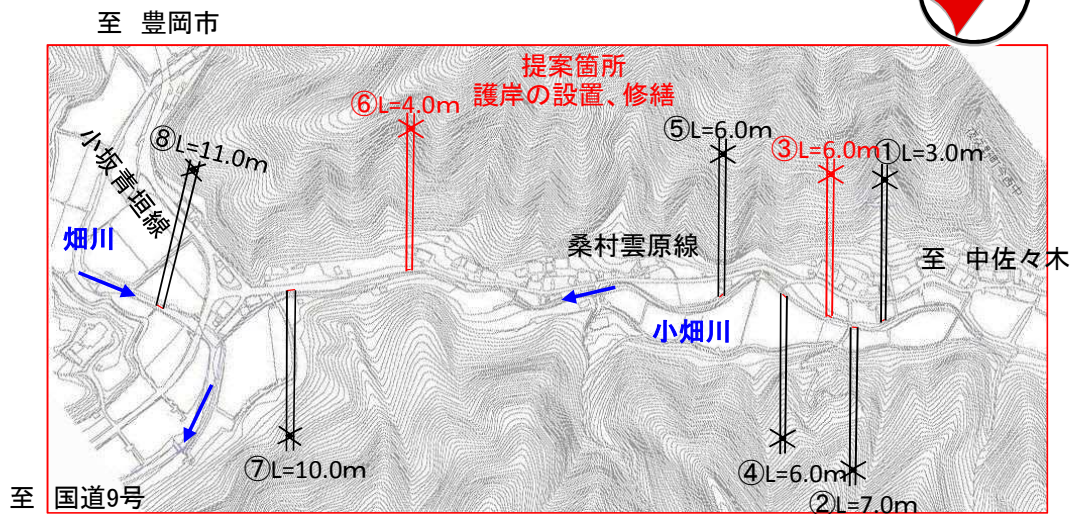 至 豊岡市
提案箇所
護岸の設置、修繕
⑥L=4.0m
⑤L=6.0m
③L=6.0m
①L=3.0m
⑧L=11.0m
小坂青垣線
畑川
桑村雲原線
至 中佐々木
小畑川
⑦L=10.0m
④L=6.0m
②L=7.0m
至 国道9号